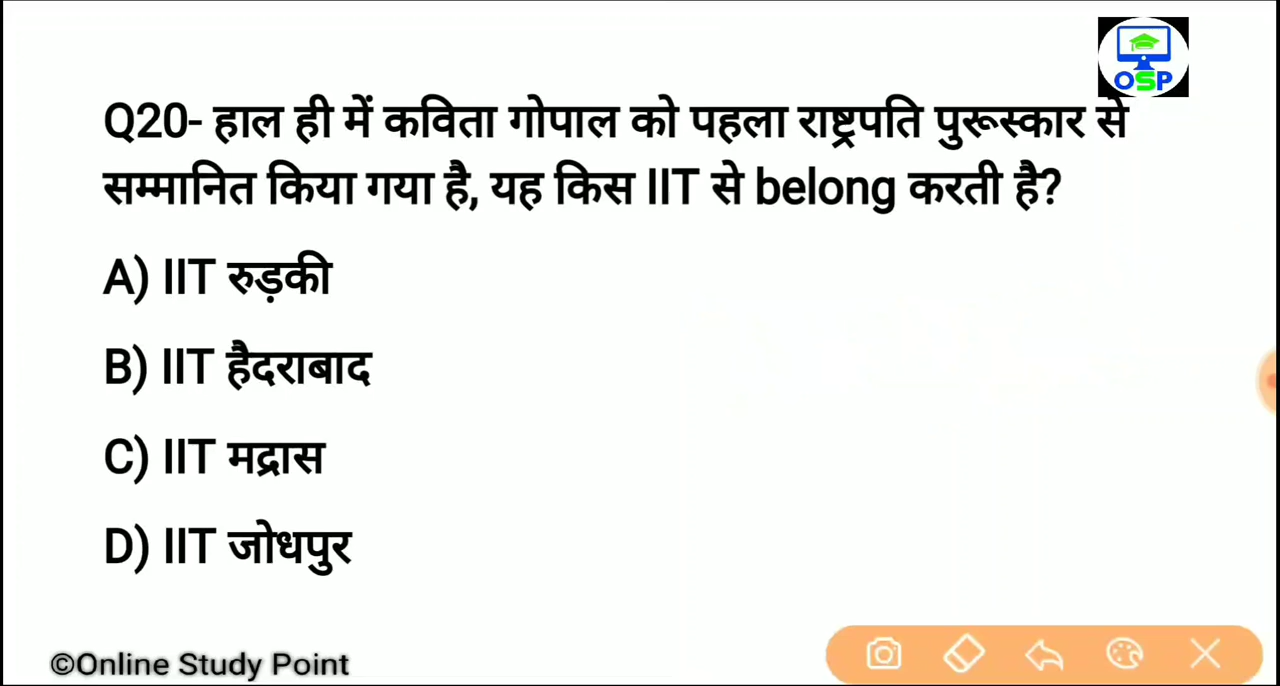 OSP
Q20- हाल ही में कविता गोपाल को पहला राष्ट्रपति पुरूस्कार से
सम्मानित किया गया है, यह किस IIT से belong करती है?
A) IIT रुड़की
B) IIT हैदराबाद
C) IIT मद्रास
D) IIT जोधपुर
©Online Study Point